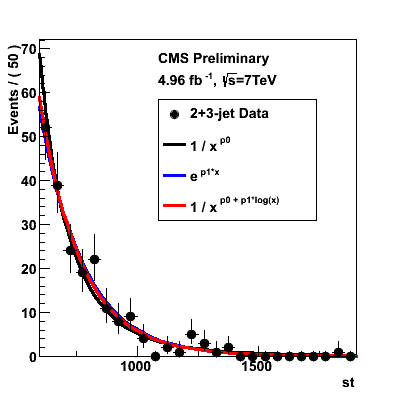 CMS Preliminary
4.96 fb⁻¹, √s=7TeV
2+3-jet Data
1 / x^p0
e^p1*x
1 / x^p0 + p1*log(x)
Events / ( 50 )
70
60
50
40
30
20
10
0
1000
1500
st